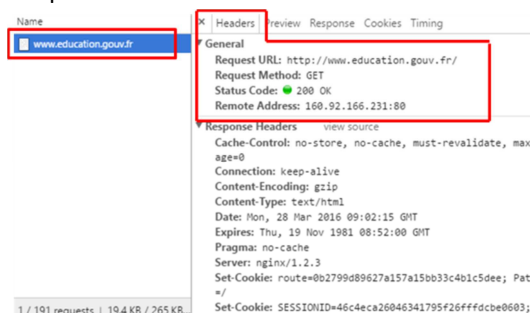 Name
www.education.gouv.fr
× Headers Preview Response Cookies Timing
▼ General
Request URL: http://www.education.gouv.fr/
Request Method: GET
Status Code: 200 OK
Remote Address: 160.92.166.231:80
▼ Response Headers view source
Cache-Control: no-store, no-cache, must-revalidate, max
age=0
Connection: keep-alive
Content-Encoding: gzip
Content-Type: text/html
Date: Mon, 28 Mar 2016 09:02:15 GMT
Expires: Thu, 19 Nov 1981 08:52:00 GMT
Pragma: no-cache
Server: nginx/1.2.3
Set-Cookie: route=0b2799d89627a157a15bb33c4b1c5dee; Pat
=/
Set-Cookie: SESSIONID=46c4eca26046341795f26fffdcbe0603;
1 / 191 requests | 19.4 KB / 265 KB